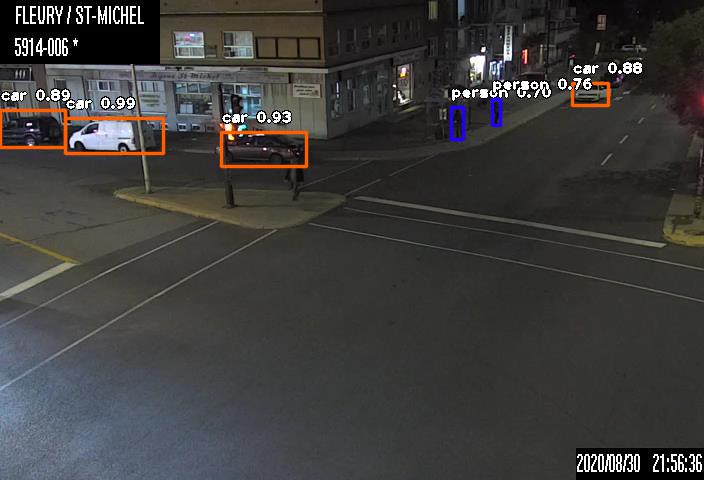 FLEURY / ST-MICHEL
5914-006 *
car 0.89
car 0.99
car 0.93
person 0.70
person 0.76
car 0.88
2020/08/30 21:56:36